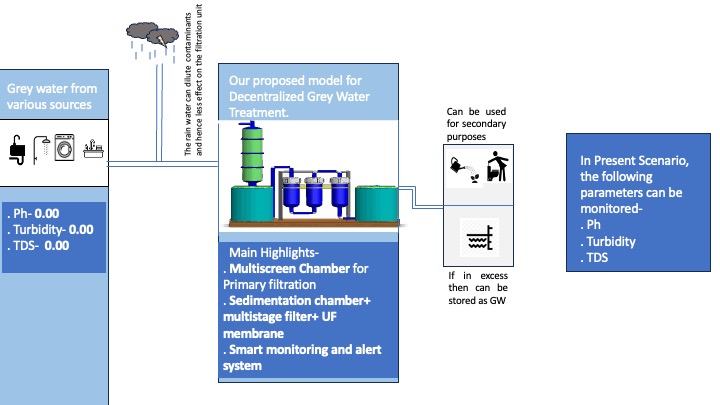 The rain water can dilute contaminants
and hence less effect on the filtration unit
Grey water from
various sources
. Ph- 0.00
. Turbidity- 0.00
. TDS- 0.00
Our proposed model for
Decentralized Grey Water
Treatment.
Main Highlights-
. Multiscreen Chamber for
Primary filtration
. Sedimentation chamber+
multistage filter+ UF
membrane
. Smart monitoring and alert
system
Can be used
for secondary
purposes
If in excess
then can be
stored as GW
In Present Scenario,
the following
parameters can be
monitored-
. Ph
. Turbidity
. TDS